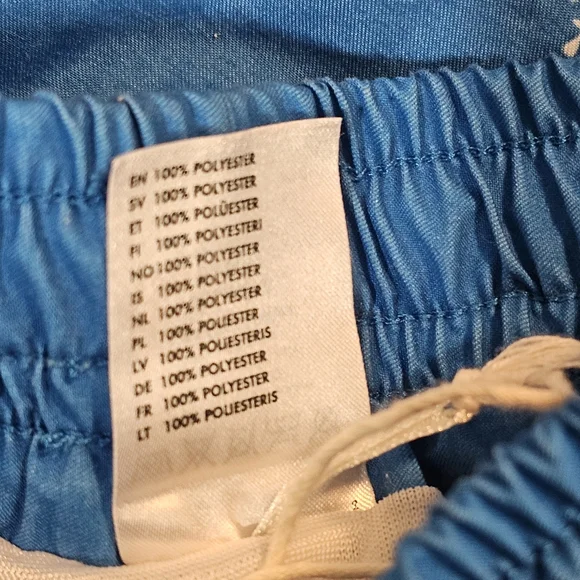 EN 100% POLYESTER
SV 100% POLYESTER
ET 100% POLÜESTER
FI 100% POLYESTERI
NO 100% POLYESTER
IS 100% POLYESTER
NL 100% POLYESTER
PL 100% POLIESTER
LV 100% POLIESTERIS
DE 100% POLYESTER
FR 100% POLYESTER
LT 100% POLIESTERIS